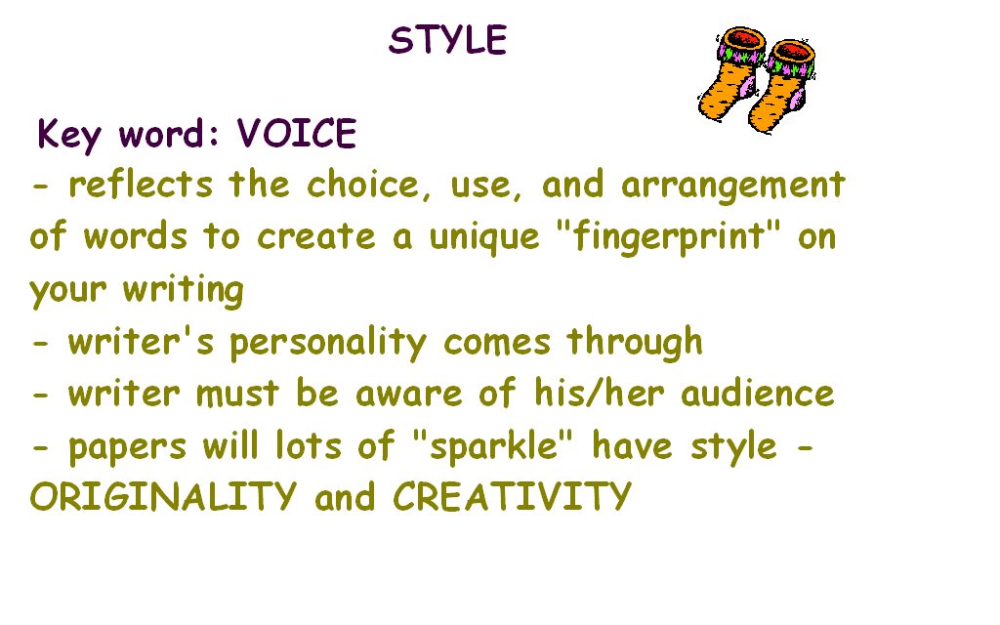 STYLE
Key word: VOICE
- reflects the choice, use, and arrangement
of words to create a unique "fingerprint" on
your writing
- writer's personality comes through
- writer must be aware of his/her audience
- papers will lots of "sparkle" have style -
ORIGINALITY and CREATIVITY